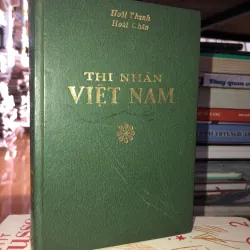 Hoài Thanh
Hoài Chân
THI NHÂN
VIỆT NAM